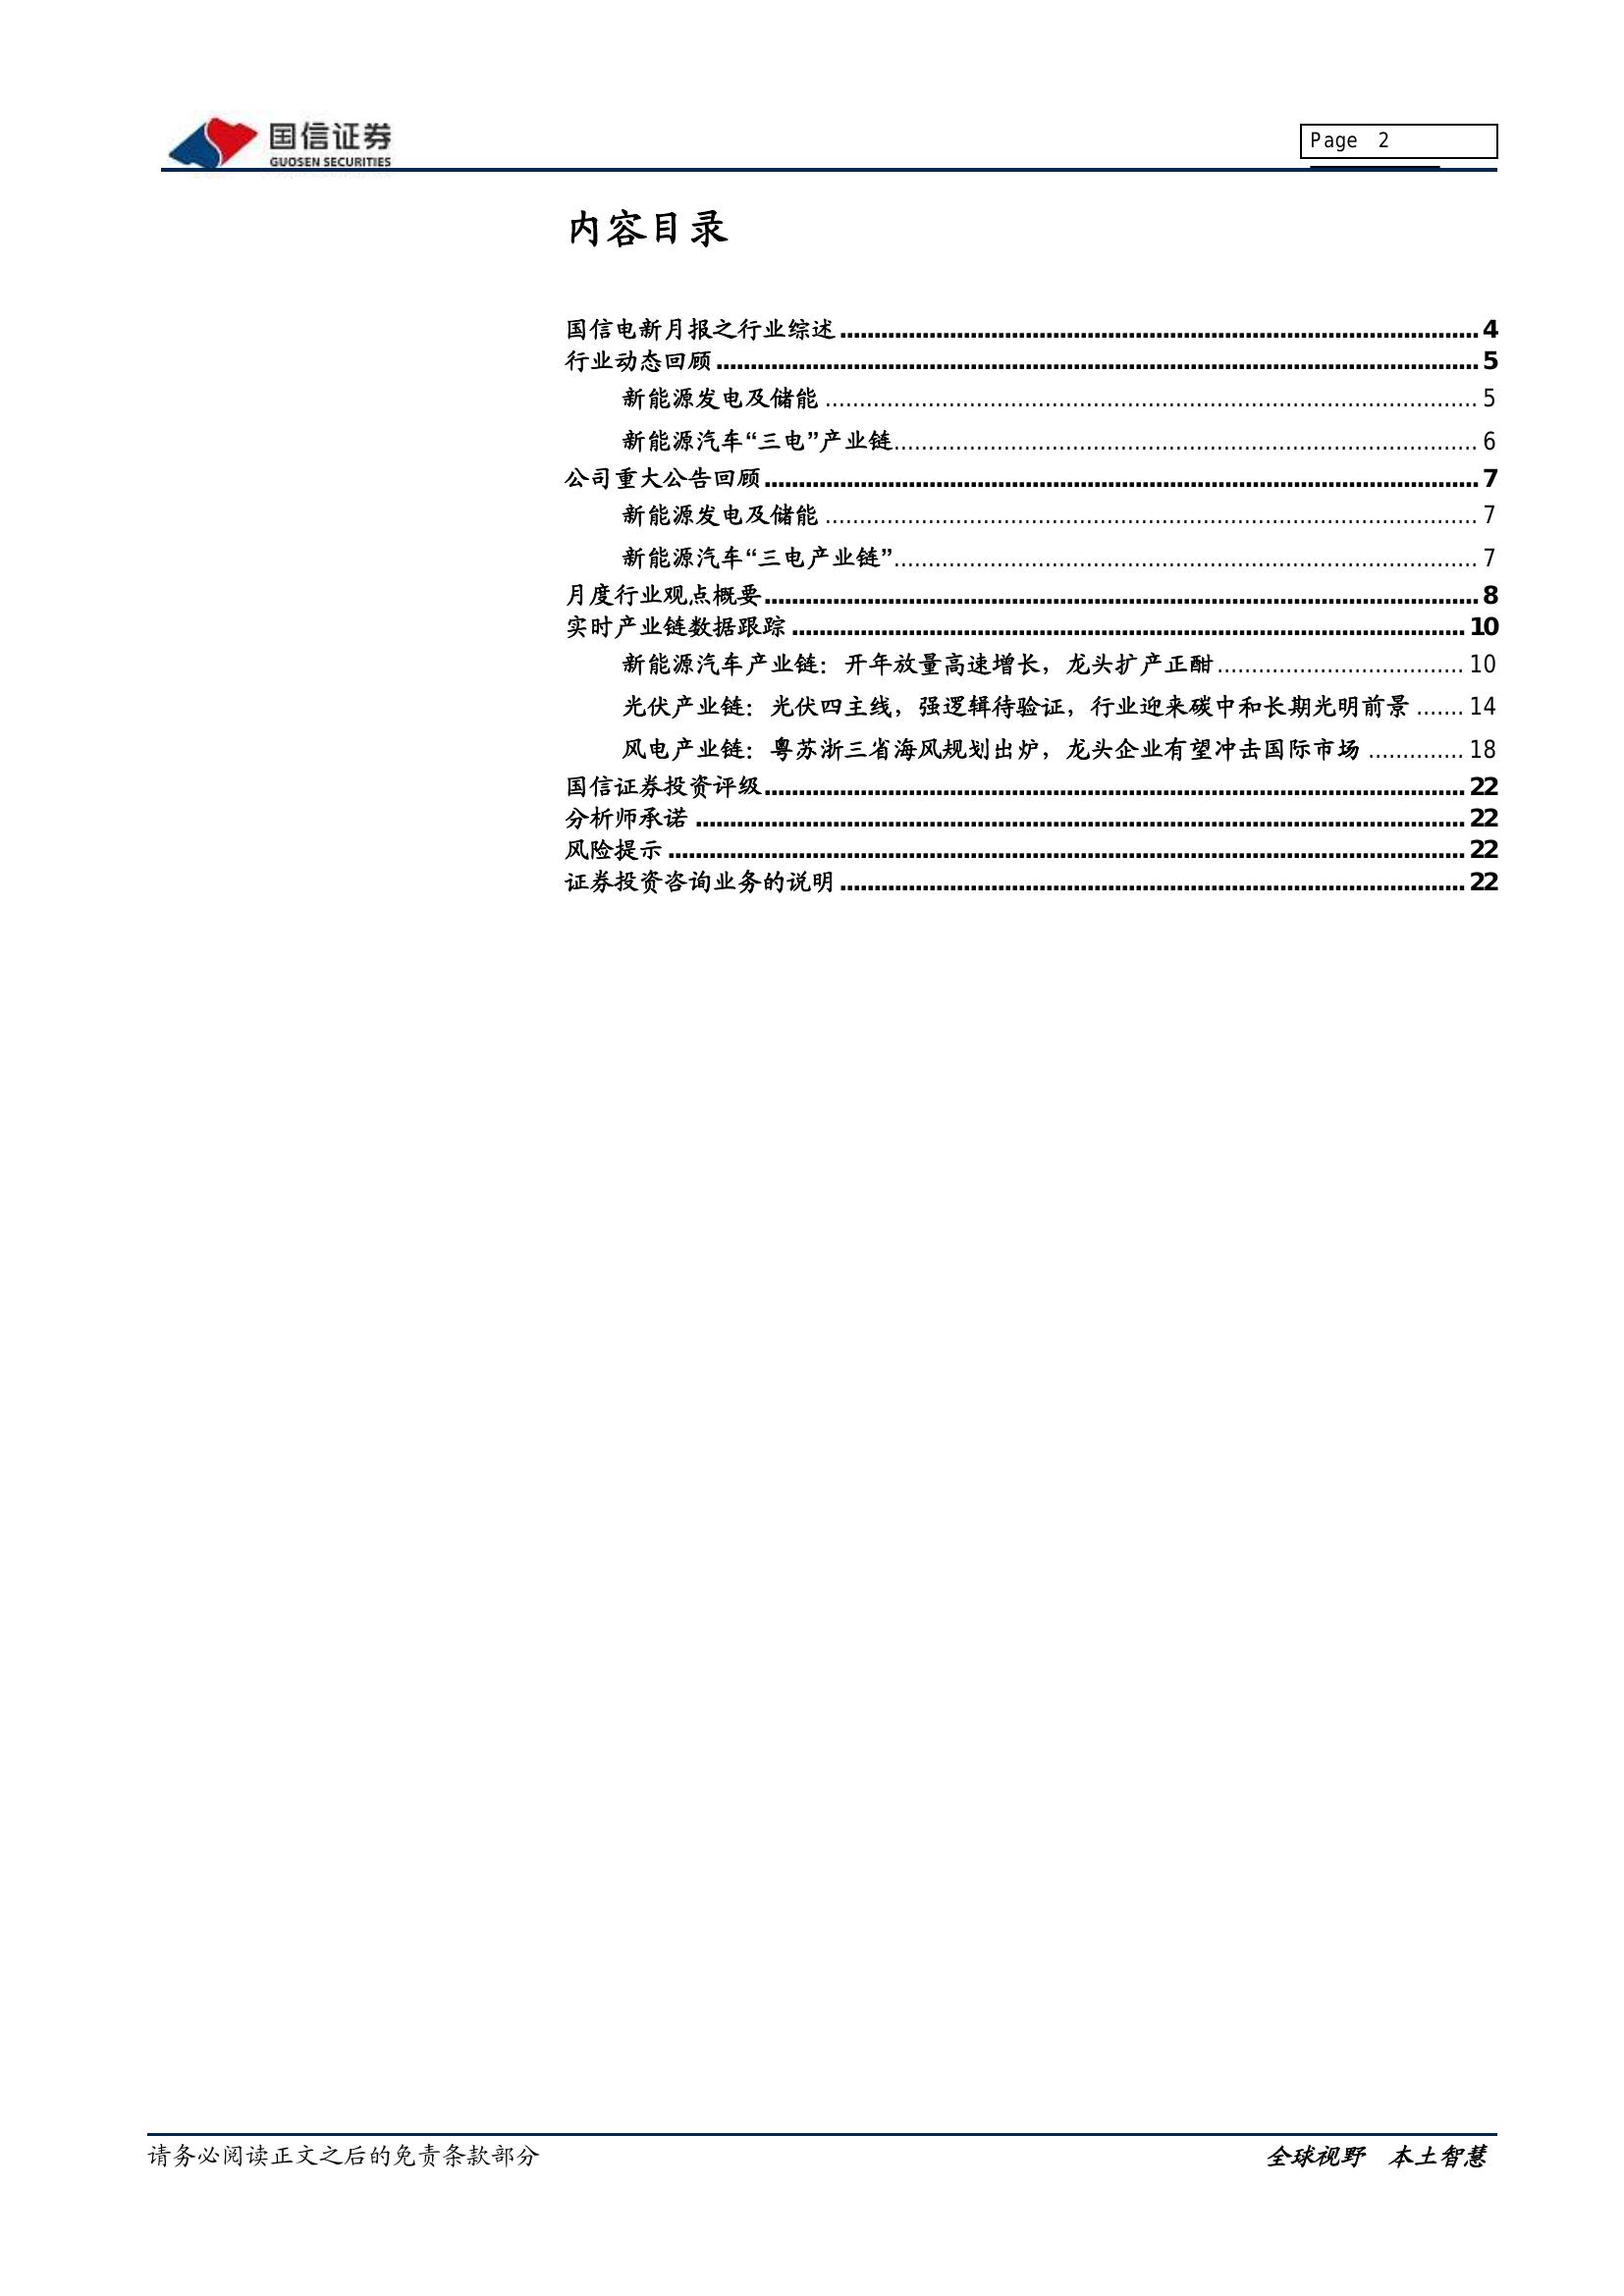 国信证券
GUOSEN SECURITIES
Page 2
内容目录
国信电新月报之行业综述 4
行业动态回顾 5
新能源发电及储能 5
新能源汽车“三电”产业链 6
公司重大公告回顾 7
新能源发电及储能 7
新能源汽车“三电产业链” 7
月度行业观点概要 8
实时产业链数据跟踪 10
新能源汽车产业链：开年放量高速增长，龙头扩产正酣 10
光伏产业链：光伏四主线，强逻辑待验证，行业迎来碳中和长期光明前景 14
风电产业链：粤苏浙三省海风规划出炉，龙头企业有望冲击国际市场 18
国信证券投资评级 22
分析师承诺 22
风险提示 22
证券投资咨询业务的说明 22
请务必阅读正文之后的免责条款部分
全球视野 本土智慧